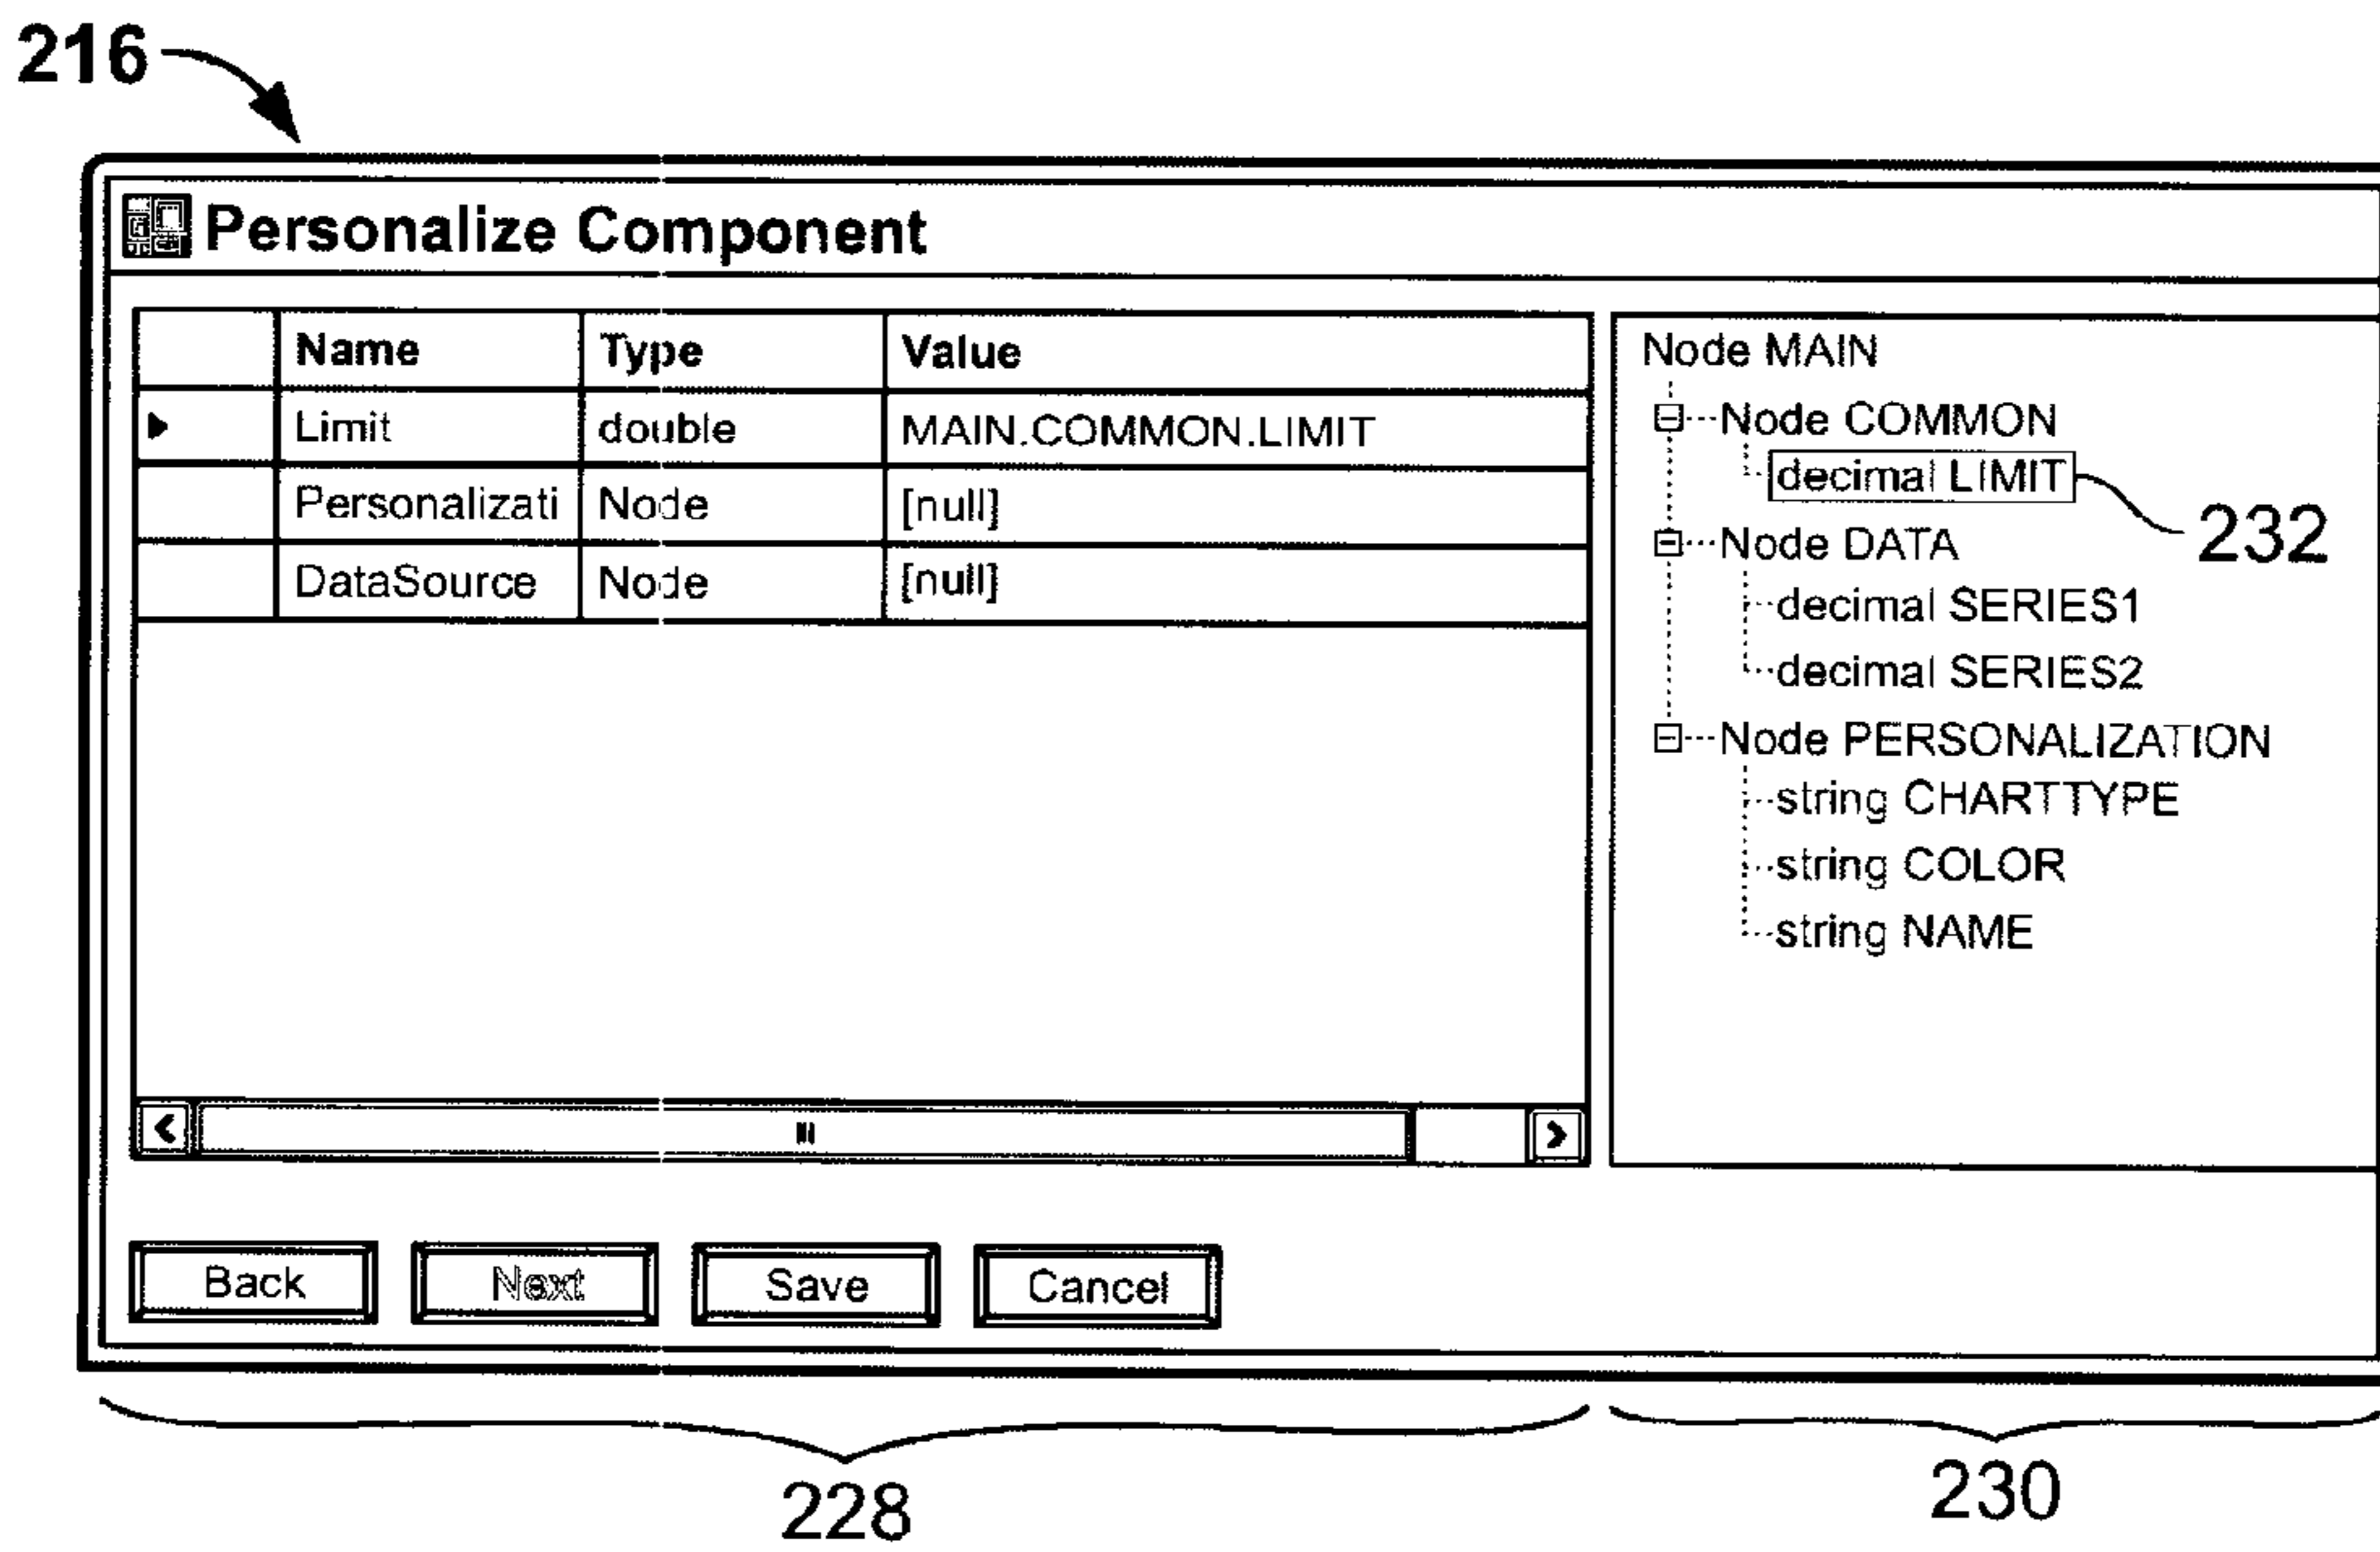 216
Personalize Component
Name Type Value
Limit double MAIN.COMMON.LIMIT
Personalizati Node [null]
DataSource Node [null]
Node MAIN
Node COMMON
decimal LIMIT
232
Node DATA
decimal SERIES1
decimal SERIES2
Node PERSONALIZATION
string CHARTTYPE
string COLOR
string NAME
Back Next Save Cancel
228 230